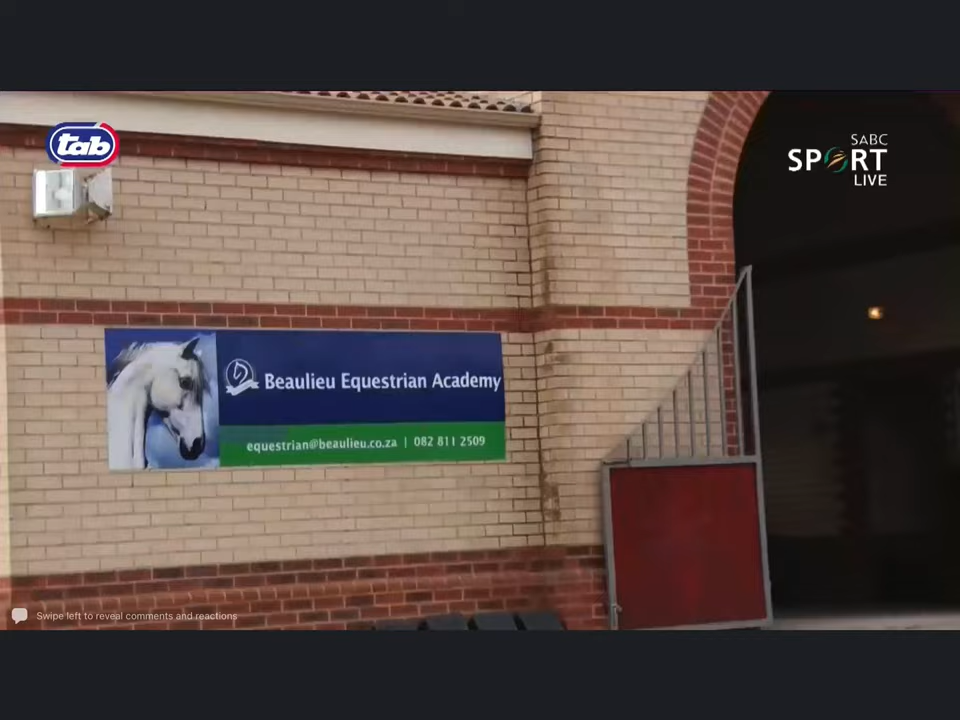 tab
SABC
SPORT
LIVE
Beaulieu Equestrian Academy
equestrian@beaulieu.co.za | 082 811 2509
Swipe left to reveal comments and reactions